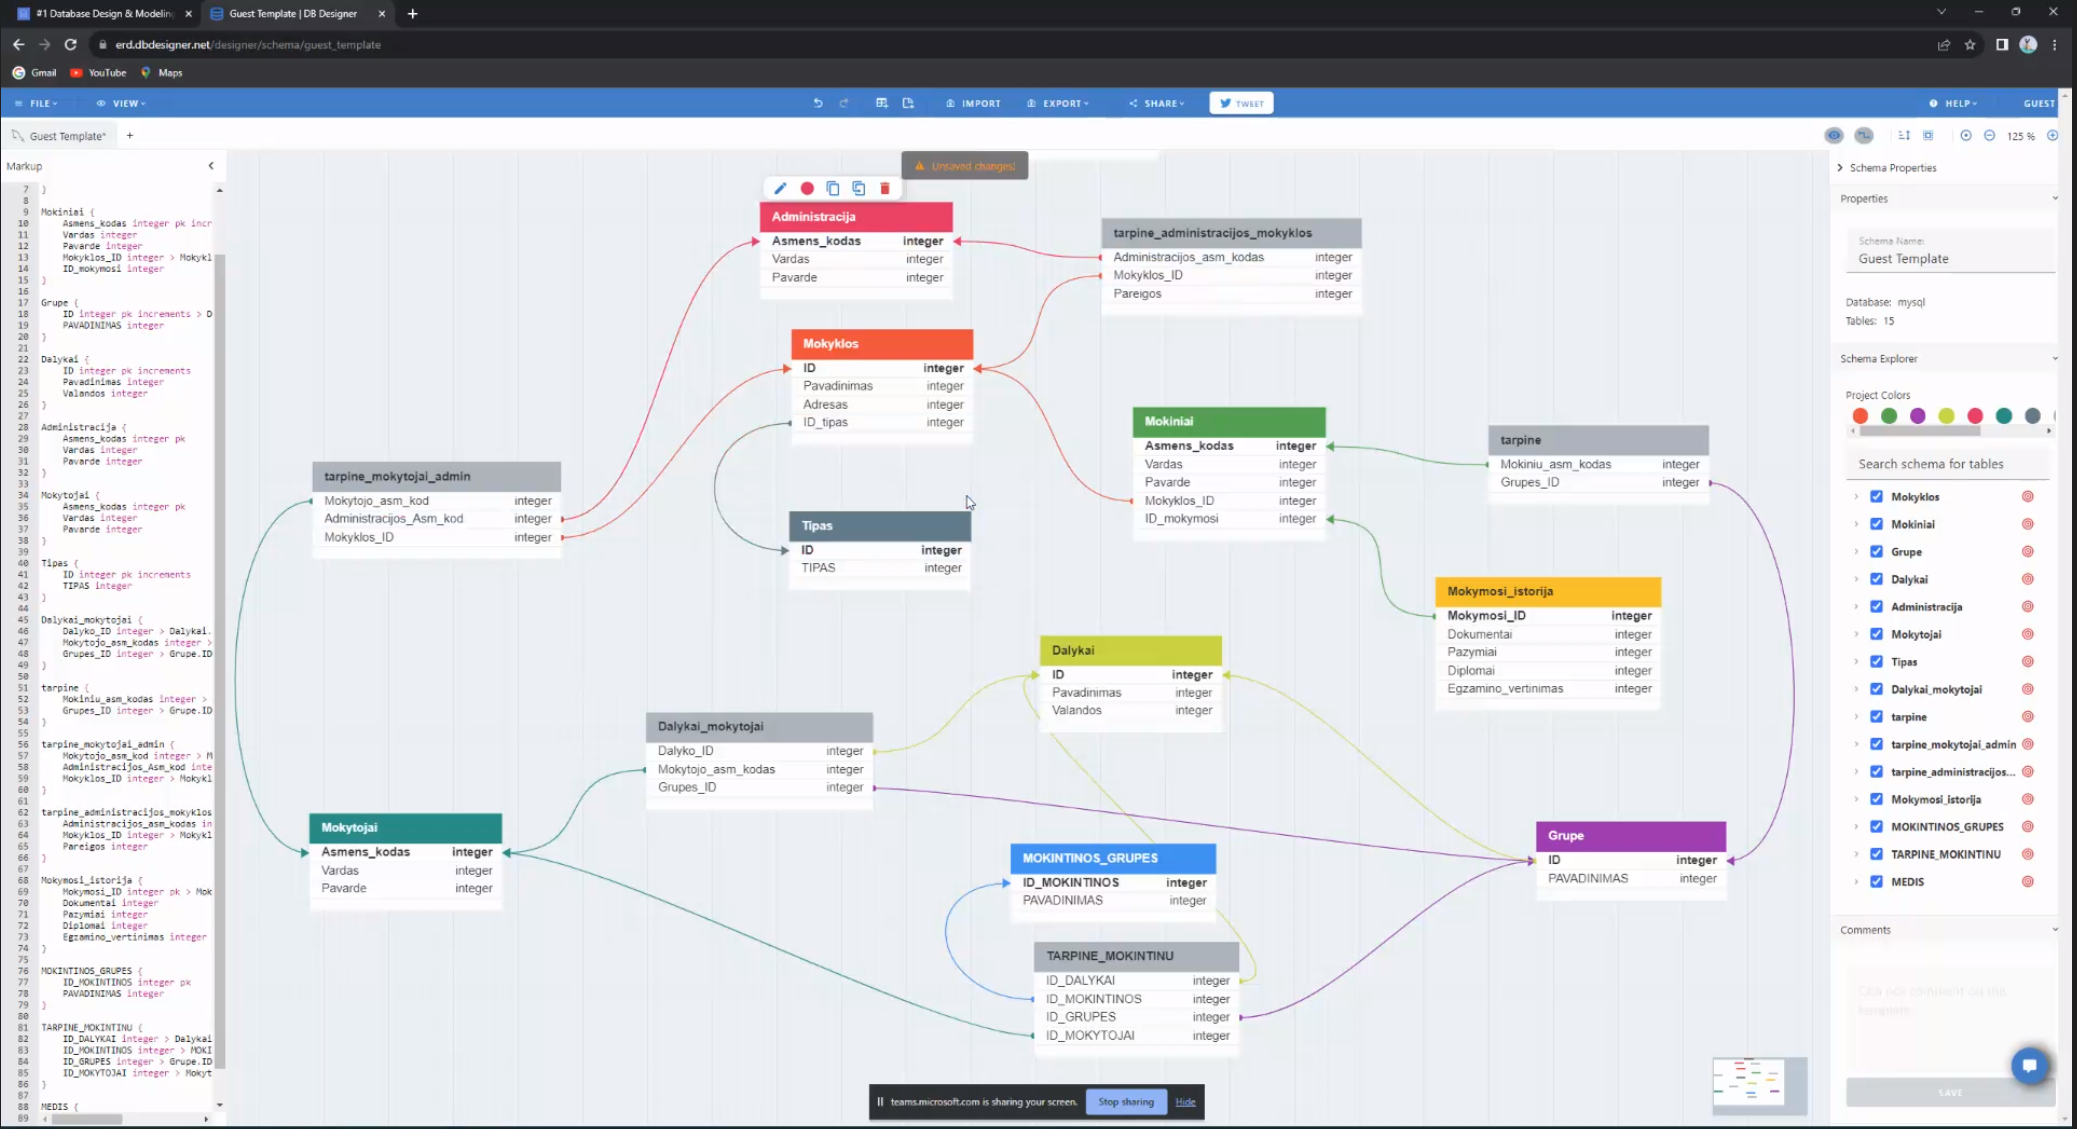 #1 Database Design & Modeling
Guest Template | DB Designer
erd.dbdesigner.net/designer/schema/guest_template
Gmail
YouTube
Maps
FILE
VIEW
IMPORT
EXPORT
SHARE
TWEET
HELP
GUEST
Guest Template*
125 %
Markup
7 }
8
9 Mokiniai {
10 Asmens_kodas integer pk incr
11 Vardas integer
12 Pavarde integer
13 Mokyklos_ID integer > Mokykl
14 ID_mokymosi integer
15 }
16
17 Grupe {
18 ID integer pk increments > D
19 PAVADINIMAS integer
20 }
21
22 Dalykai {
23 ID integer pk increments
24 Pavadinimas integer
25 Valandos integer
26 }
27
28 Administracija {
29 Asmens_kodas integer pk
30 Vardas integer
31 Pavarde integer
32 }
33
34 Mokytojai {
35 Asmens_kodas integer pk
36 Vardas integer
37 Pavarde integer
38 }
39
40 Tipas {
41 ID integer pk increments
42 TIPAS integer
43 }
44
45 Dalykai_mokytojai {
46 Dalyko_ID integer > Dalykai.
47 Mokytojo_asm_kodas integer >
48 Grupes_ID integer > Grupe.ID
49 }
50
51 tarpine {
52 Mokiniu_asm_kodas integer >
53 Grupes_ID integer > Grupe.ID
54 }
55
56 tarpine_mokytojai_admin {
57 Mokytojo_asm_kod integer > M
58 Administracijos_Asm_kod inte
59 Mokyklos_ID integer > Mokykl
60 }
61
62 tarpine_administracijos_mokyklos
63 Administracijos_asm_kodas in
64 Mokyklos_ID integer > Mokykl
65 Pareigos integer
66 }
67
68 Mokymosi_istorija {
69 Mokymosi_ID integer pk > Mok
70 Dokumentai integer
71 Pazymiai integer
72 Diplomai integer
73 Egzamino_vertinimas integer
74 }
75
76 MOKINTINOS_GRUPES {
77 ID_MOKINTINOS integer pk
78 PAVADINIMAS integer
79 }
80
81 TARPINE_MOKINTINU {
82 ID_DALYKAI integer > Dalykai
83 ID_MOKINTINOS integer > MOKI
84 ID_GRUPES integer > Grupe.ID
85 ID_MOKYTOJAI integer > Mokyt
86 }
87
88 MEDIS {
89
Unsaved changes!
Administracija
Asmens_kodas integer
Vardas integer
Pavarde integer
tarpine_administracijos_mokyklos
Administracijos_asm_kodas integer
Mokyklos_ID integer
Pareigos integer
Mokyklos
ID integer
Pavadinimas integer
Adresas integer
ID_tipas integer
Mokiniai
Asmens_kodas integer
Vardas integer
Pavarde integer
Mokyklos_ID integer
ID_mokymosi integer
tarpine
Mokiniu_asm_kodas integer
Grupes_ID integer
tarpine_mokytojai_admin
Mokytojo_asm_kod integer
Administracijos_Asm_kod integer
Mokyklos_ID integer
Tipas
ID integer
TIPAS integer
Mokymosi_istorija
Mokymosi_ID integer
Dokumentai integer
Pazymiai integer
Diplomai integer
Egzamino_vertinimas integer
Dalykai
ID integer
Pavadinimas integer
Valandos integer
Dalykai_mokytojai
Dalyko_ID integer
Mokytojo_asm_kodas integer
Grupes_ID integer
Mokytojai
Asmens_kodas integer
Vardas integer
Pavarde integer
Grupe
ID integer
PAVADINIMAS integer
MOKINTINOS_GRUPES
ID_MOKINTINOS integer
PAVADINIMAS integer
TARPINE_MOKINTINU
ID_DALYKAI integer
ID_MOKINTINOS integer
ID_GRUPES integer
ID_MOKYTOJAI integer
teams.microsoft.com is sharing your screen.
Stop sharing
Hide
Schema Properties
Properties
Schema Name:
Guest Template
Database: mysql
Tables: 15
Schema Explorer
Project Colors
Search schema for tables
Mokyklos
Mokiniai
Grupe
Dalykai
Administracija
Mokytojai
Tipas
Dalykai_mokytojai
tarpine
tarpine_mokytojai_admin
tarpine_administracijos...
Mokymosi_istorija
MOKINTINOS_GRUPES
TARPINE_MOKINTINU
MEDIS
Comments
SAVE